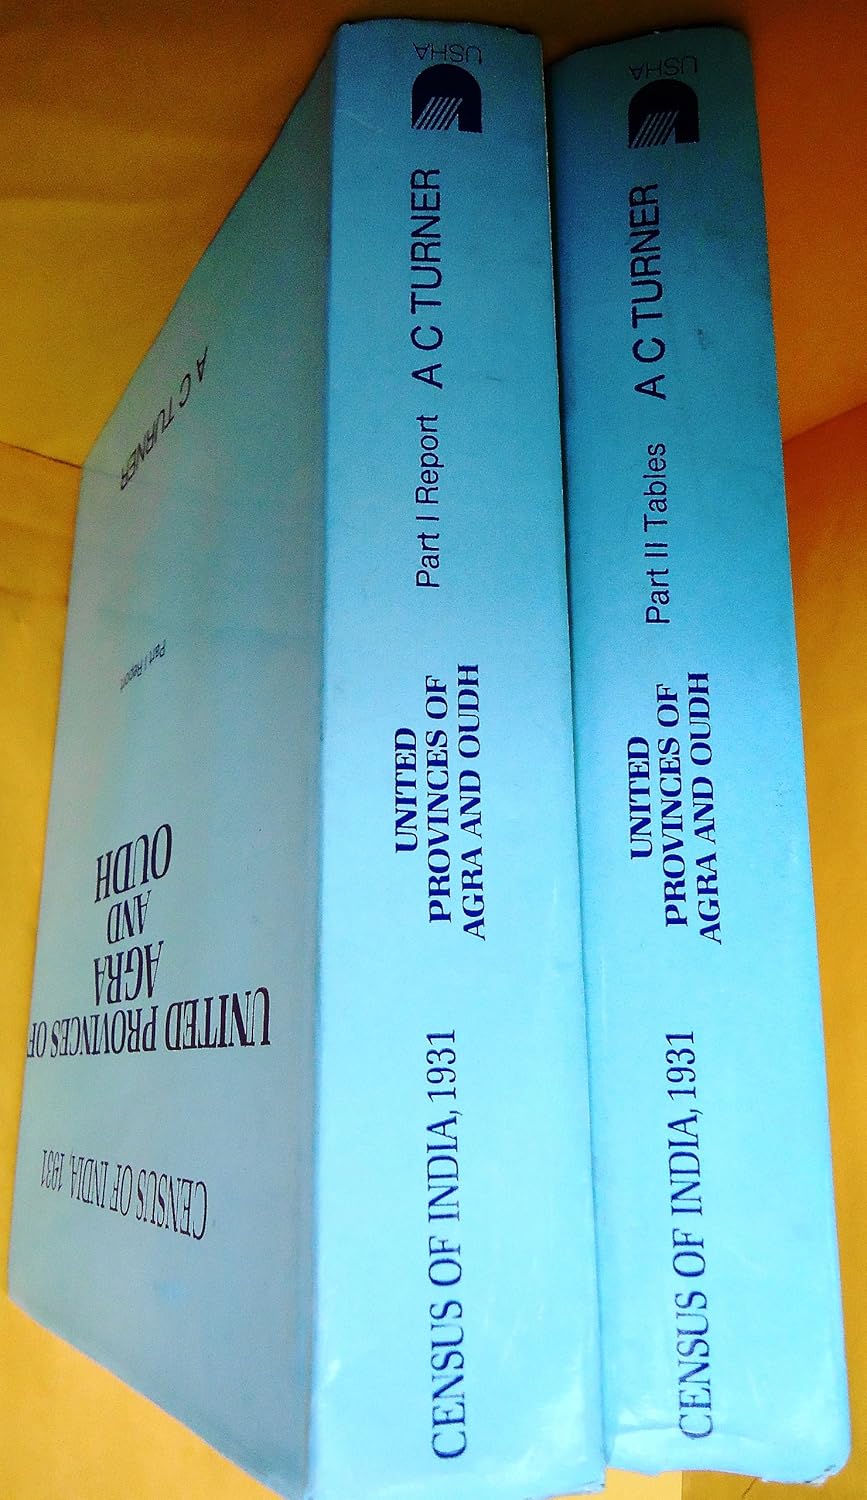 CENSUS OF INDIA, 1931
UNITED PROVINCES OF
AGRA
AND
OUDH
Part I Report
A C TURNER
CENSUS OF INDIA, 1931
UNITED
PROVINCES OF
AGRA AND OUDH
Part I Report
A C TURNER
USHA
CENSUS OF INDIA, 1931
UNITED
PROVINCES OF
AGRA AND OUDH
Part II Tables
A C TURNER
USHA